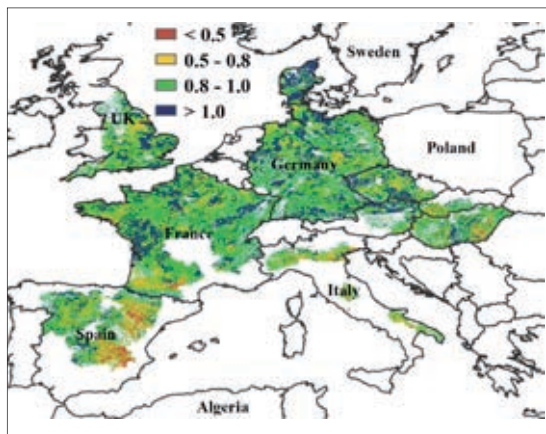 < 0.5
0.5 - 0.8
0.8 - 1.0
> 1.0
Sweden
UK
Poland
Germany
France
Italy
Spain
Algeria